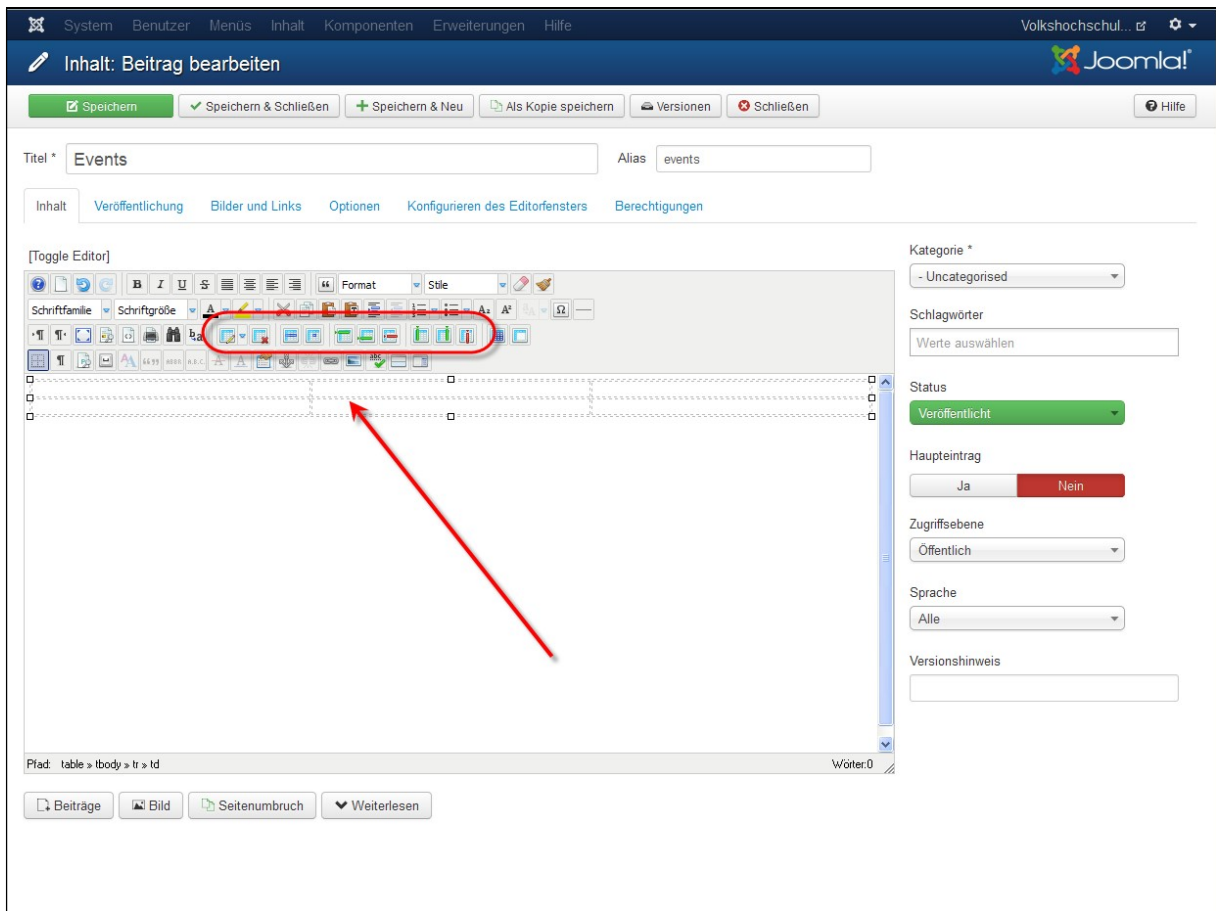 System Benutzer Menüs Inhalt Komponenten Erweiterungen Hilfe Volkshochschul...
Inhalt: Beitrag bearbeiten Joomla!
Speichern Speichern & Schließen Speichern & Neu Als Kopie speichern Versionen Schließen Hilfe
Titel * Events Alias events
Inhalt Veröffentlichung Bilder und Links Optionen Konfigurieren des Editorfensters Berechtigungen
[Toggle Editor]
B I U S Format Stile
Schriftfamilie Schriftgröße A A₂ A² Ω
Pfad: table » tbody » tr » td Wörter:0
Beiträge Bild Seitenumbruch Weiterlesen
Kategorie *
- Uncategorised
Schlagwörter
Werte auswählen
Status
Veröffentlicht
Haupteintrag
Ja Nein
Zugriffsebene
Öffentlich
Sprache
Alle
Versionshinweis